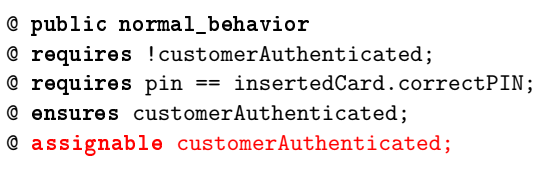 @ public normal_behavior
@ requires !customerAuthenticated;
@ requires pin == insertedCard.correctPIN;
@ ensures customerAuthenticated;
@ assignable customerAuthenticated;